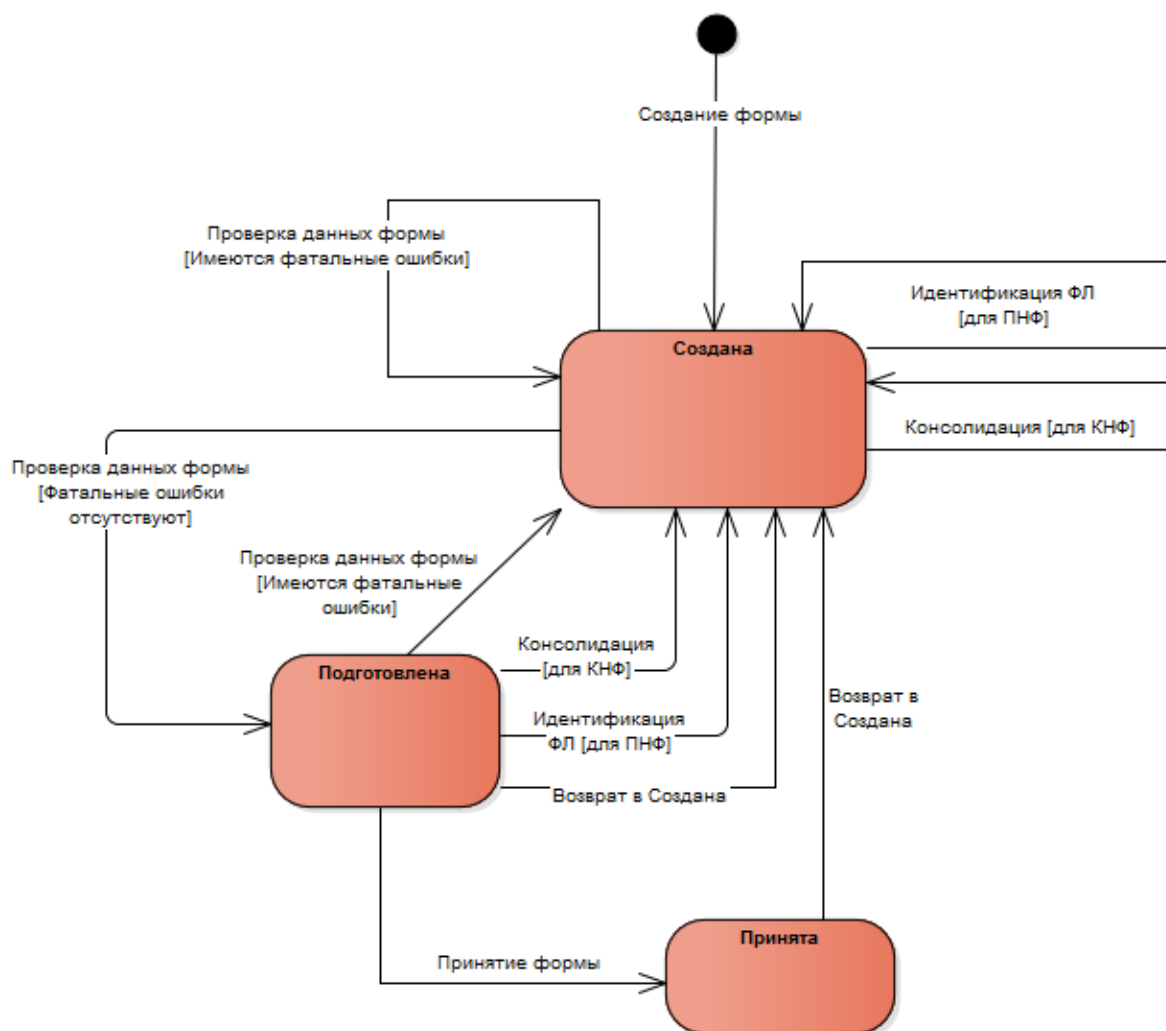 Создание формы
Проверка данных формы
[Имеются фатальные ошибки]
Идентификация ФЛ
[для ПНФ]
Создана
Консолидация [для КНФ]
Проверка данных формы
[Фатальные ошибки
отсутствуют]
Проверка данных формы
[Имеются фатальные
ошибки]
Подготовлена
Консолидация
[для КНФ]
Идентификация
ФЛ [для ПНФ]
Возврат в Создана
Возврат в
Создана
Принята
Принятие формы